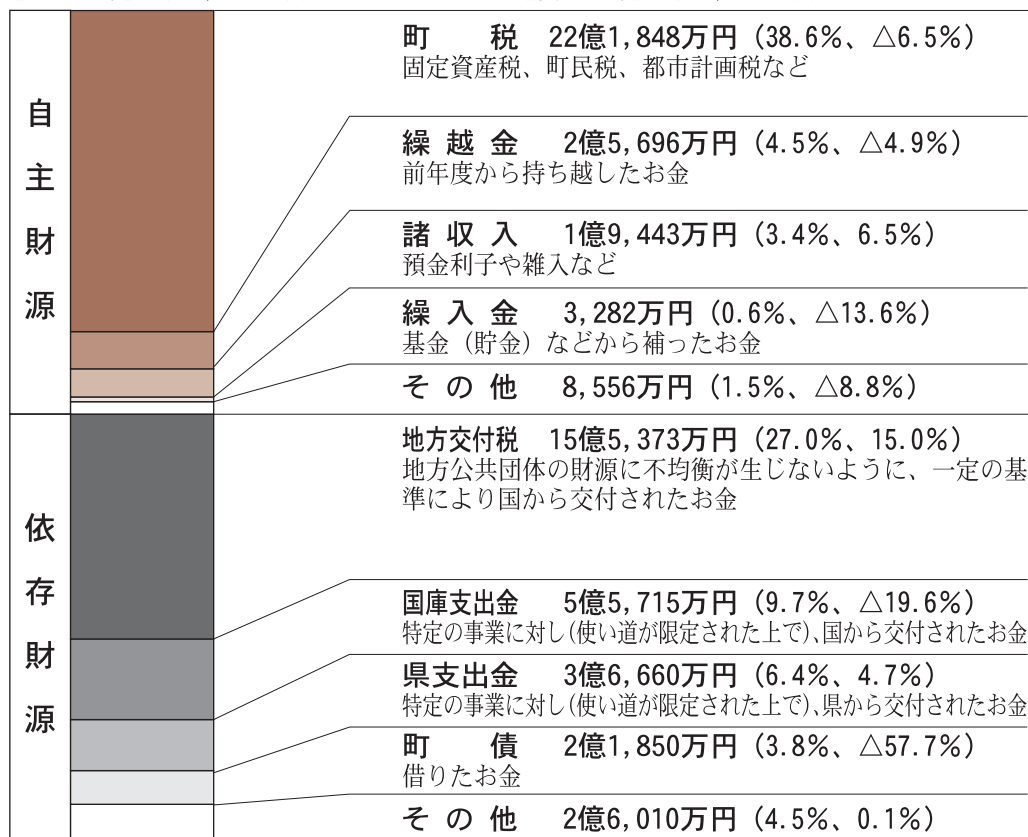 自主財源
町　税 22億1,848万円（38.6%、△6.5%）
固定資産税、町民税、都市計画税など
繰越金 2億5,696万円（4.5%、△4.9%）
前年度から持ち越したお金
諸収入 1億9,443万円（3.4%、6.5%）
預金利子や雑入など
繰入金 3,282万円（0.6%、△13.6%）
基金（貯金）などから補ったお金
その他 8,556万円（1.5%、△8.8%）
依存財源
地方交付税 15億5,373万円（27.0%、15.0%）
地方公共団体の財源に不均衡が生じないように、一定の基
準により国から交付されたお金
国庫支出金 5億5,715万円（9.7%、△19.6%）
特定の事業に対し(使い道が限定された上で)、国から交付されたお金
県支出金 3億6,660万円（6.4%、4.7%）
特定の事業に対し(使い道が限定された上で)、県から交付されたお金
町　債 2億1,850万円（3.8%、△57.7%）
借りたお金
その他 2億6,010万円（4.5%、0.1%）